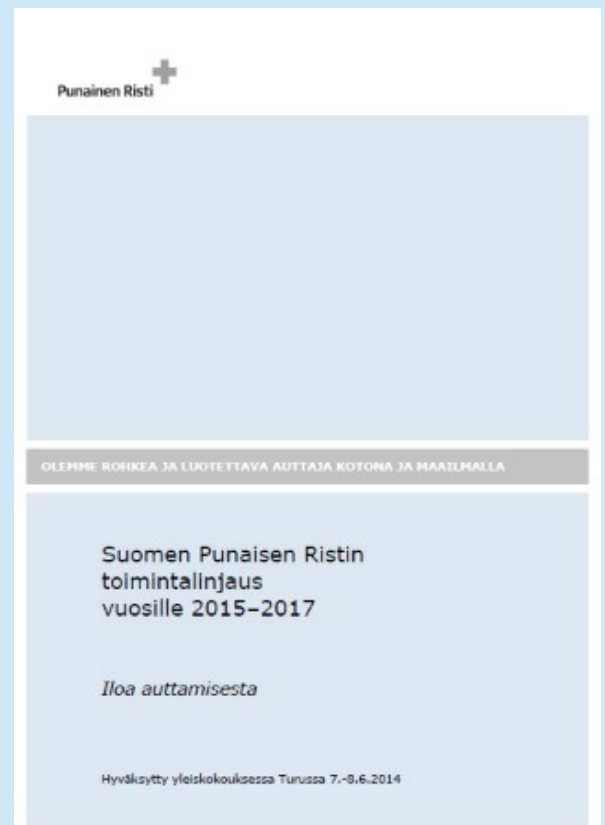 Punainen Risti
OLEMME ROHKEA JA LUOTETTAVA AUTTAJA KOTONA JA MAAILMALLA
Suomen Punaisen Ristin
toimintalinjaus
vuosille 2015–2017
Iloa auttamisesta
Hyväksytty yleiskokouksessa Turussa 7.-8.6.2014